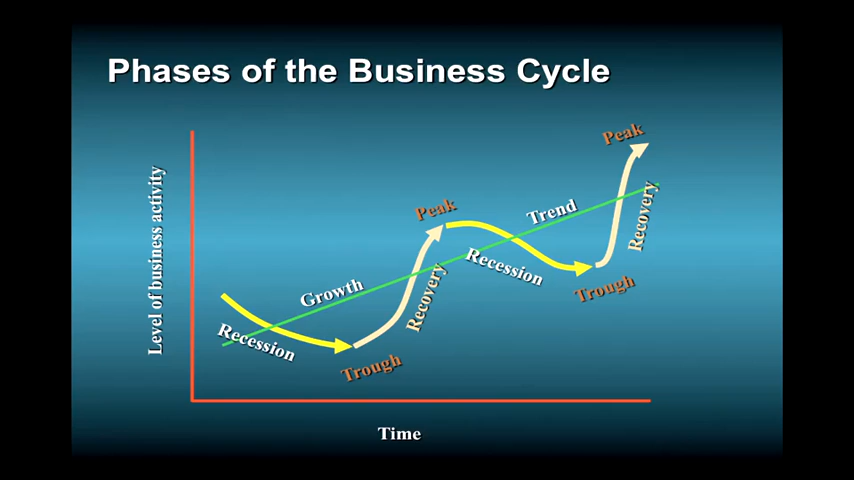 Phases of the Business Cycle
Peak
Peak
Trend
Growth
Recovery
Recession
Recovery
Trough
Recession
Trough
Level of business activity
Time